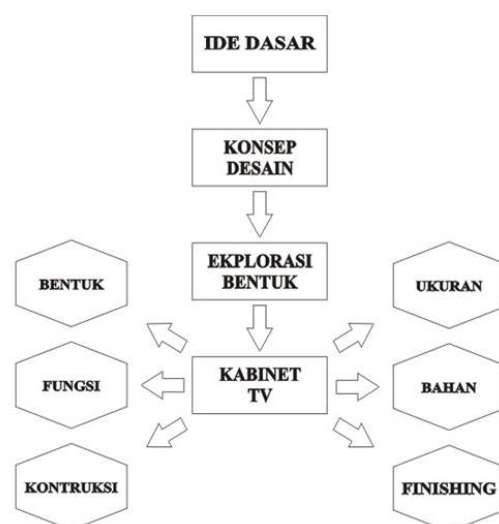 IDE DASAR
KONSEP
DESAIN
EKPLORASI
BENTUK
BENTUK
UKURAN
FUNGSI
KABINET
TV
BAHAN
KONTRUKSI
FINISHING